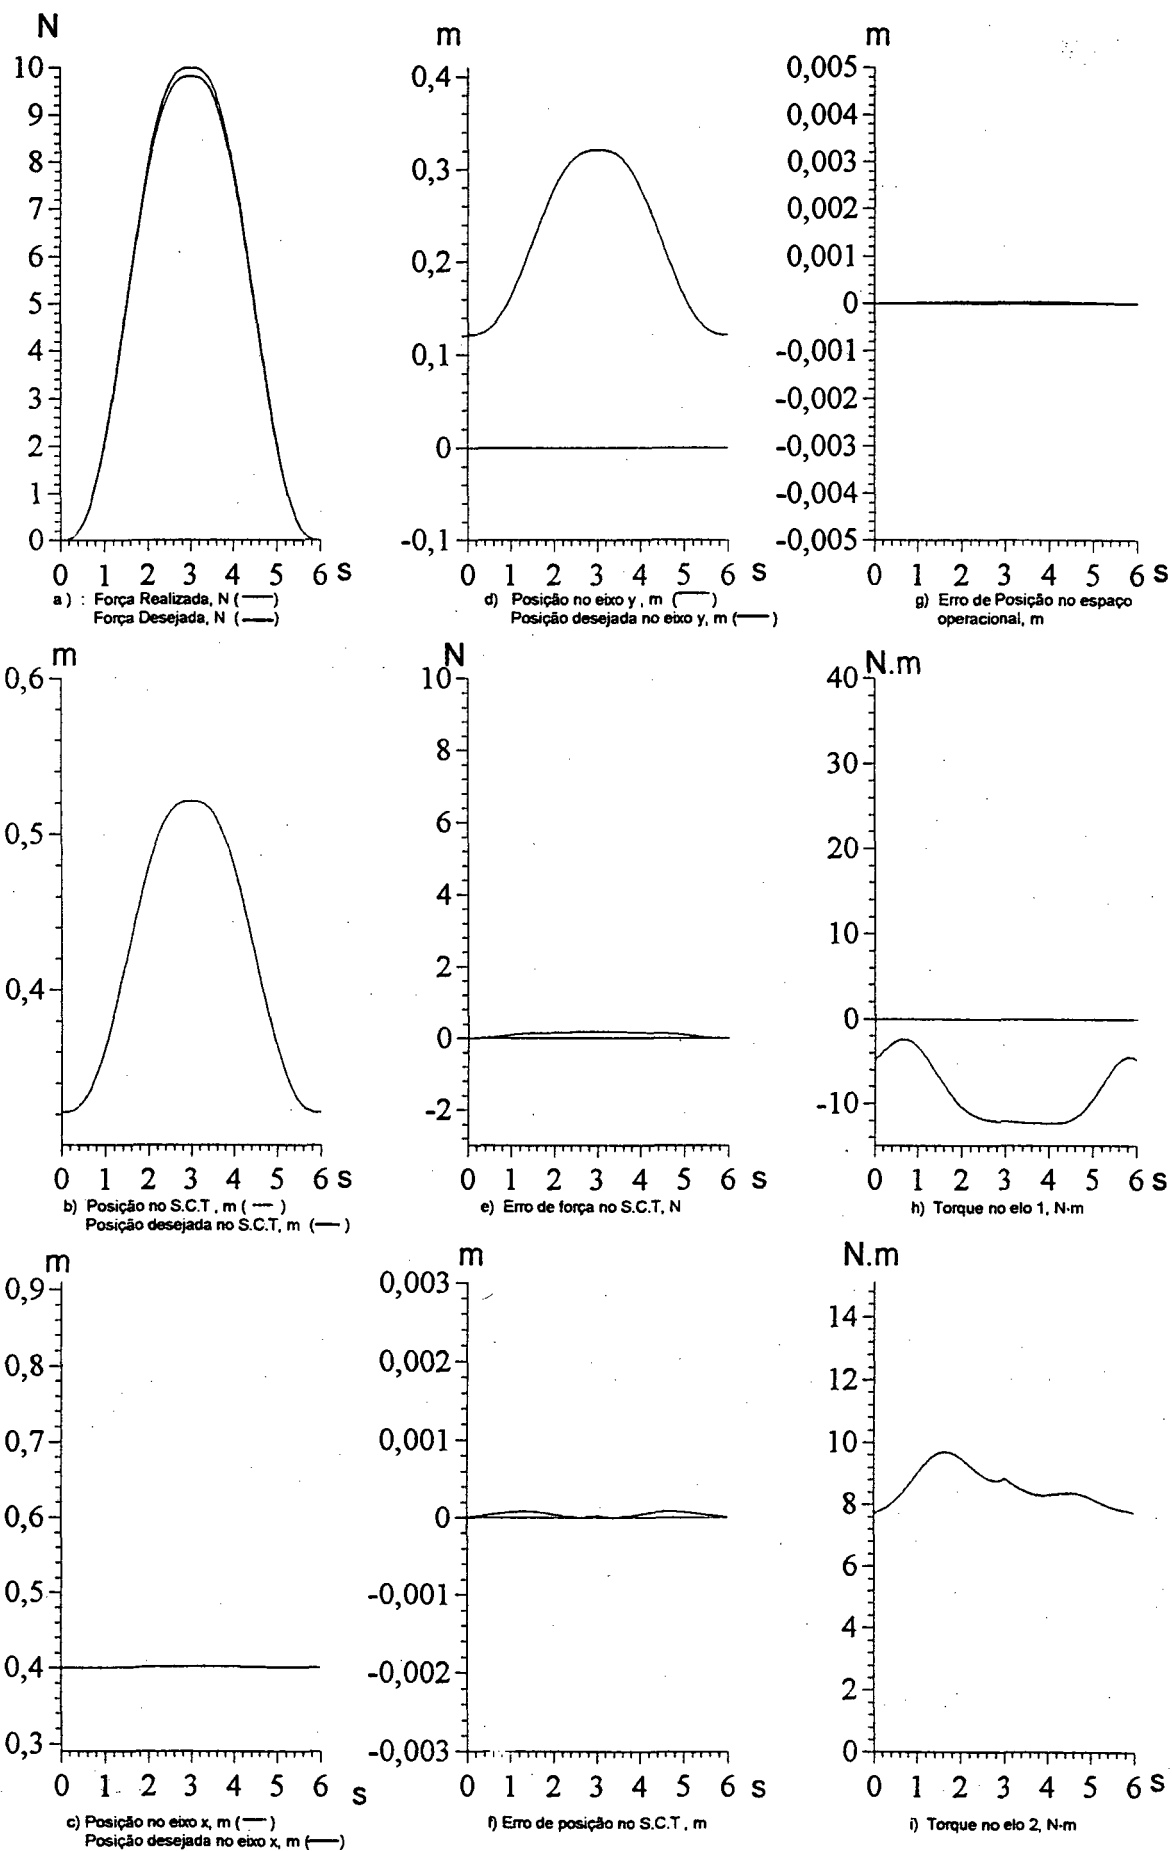 N
10
9
8
7
6
5
4
3
2
1
0
0 1 2 3 4 5 6 s
a ) : Força Realizada, N ( — )
Força Desejada, N ( — )
m
0,4
0,3
0,2
0,1
0
-0,1
0 1 2 3 4 5 6 s
d) Posição no eixo y , m ( — )
Posição desejada no eixo y, m ( — )
m
0,005
0,004
0,003
0,002
0,001
0
-0,001
-0,002
-0,003
-0,004
-0,005
0 1 2 3 4 5 6 s
g) Erro de Posição no espaço
operacional, m
m
0,6
0,5
0,4
0 1 2 3 4 5 6 s
b) Posição no S.C.T , m ( — )
Posição desejada no S.C.T, m ( — )
N
10
8
6
4
2
0
-2
0 1 2 3 4 5 6 s
e) Erro de força no S.C.T, N
N.m
40
30
20
10
0
-10
0 1 2 3 4 5 6 s
h) Torque no elo 1, N·m
m
0,9
0,8
0,7
0,6
0,5
0,4
0,3
0 1 2 3 4 5 6 s
c) Posição no eixo x, m ( — )
Posição desejada no eixo x, m ( — )
m
0,003
0,002
0,001
0
-0,001
-0,002
-0,003
0 1 2 3 4 5 6 s
f) Erro de posição no S.C.T , m
N.m
14
12
10
8
6
4
2
0
0 1 2 3 4 5 6 s
i) Torque no elo 2, N·m